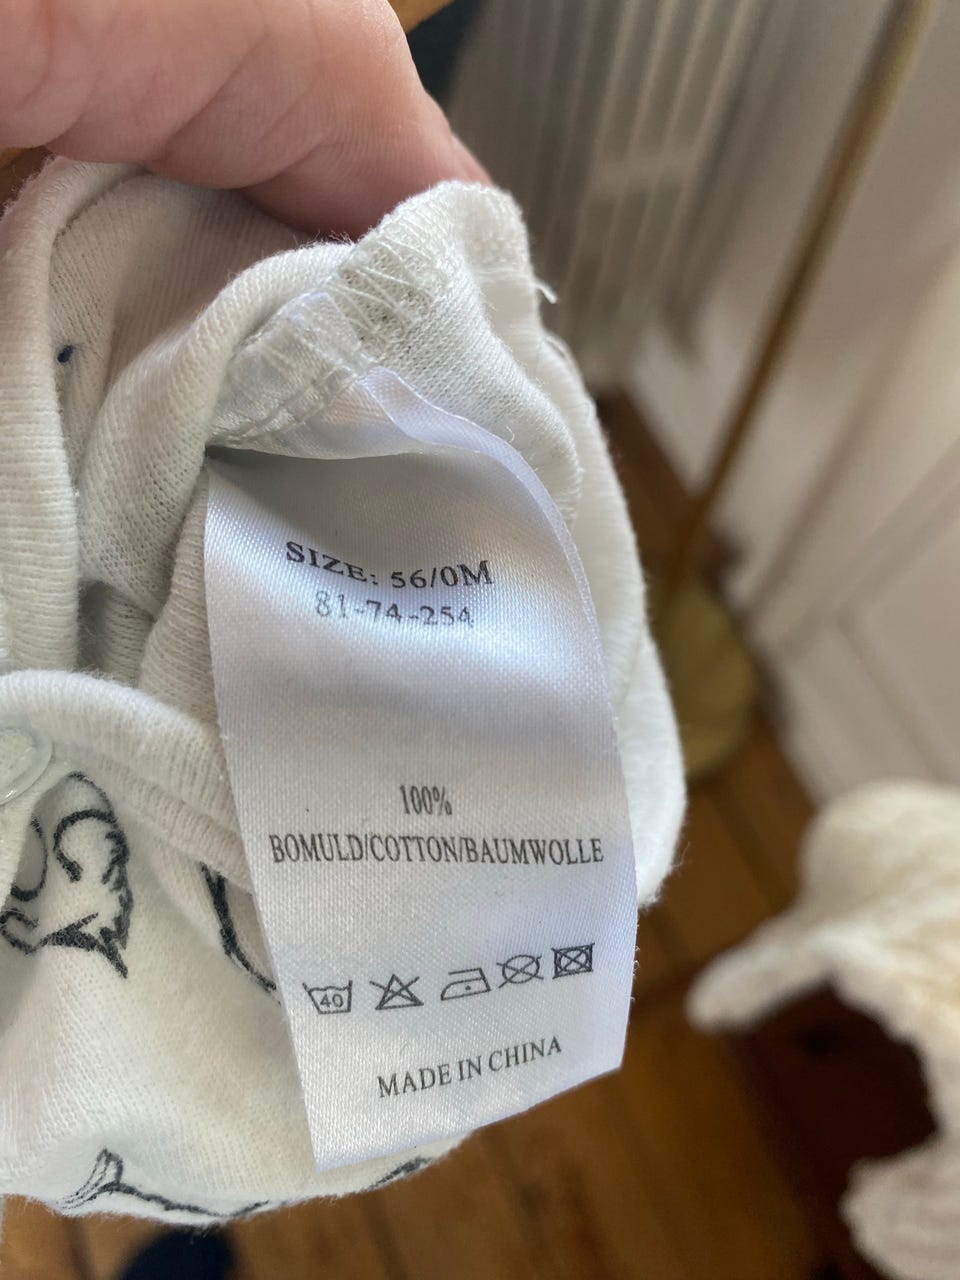 SIZE: 56/0M
81-74-254
100%
BOMULD/COTTON/BAUMWOLLE
40
MADE IN CHINA